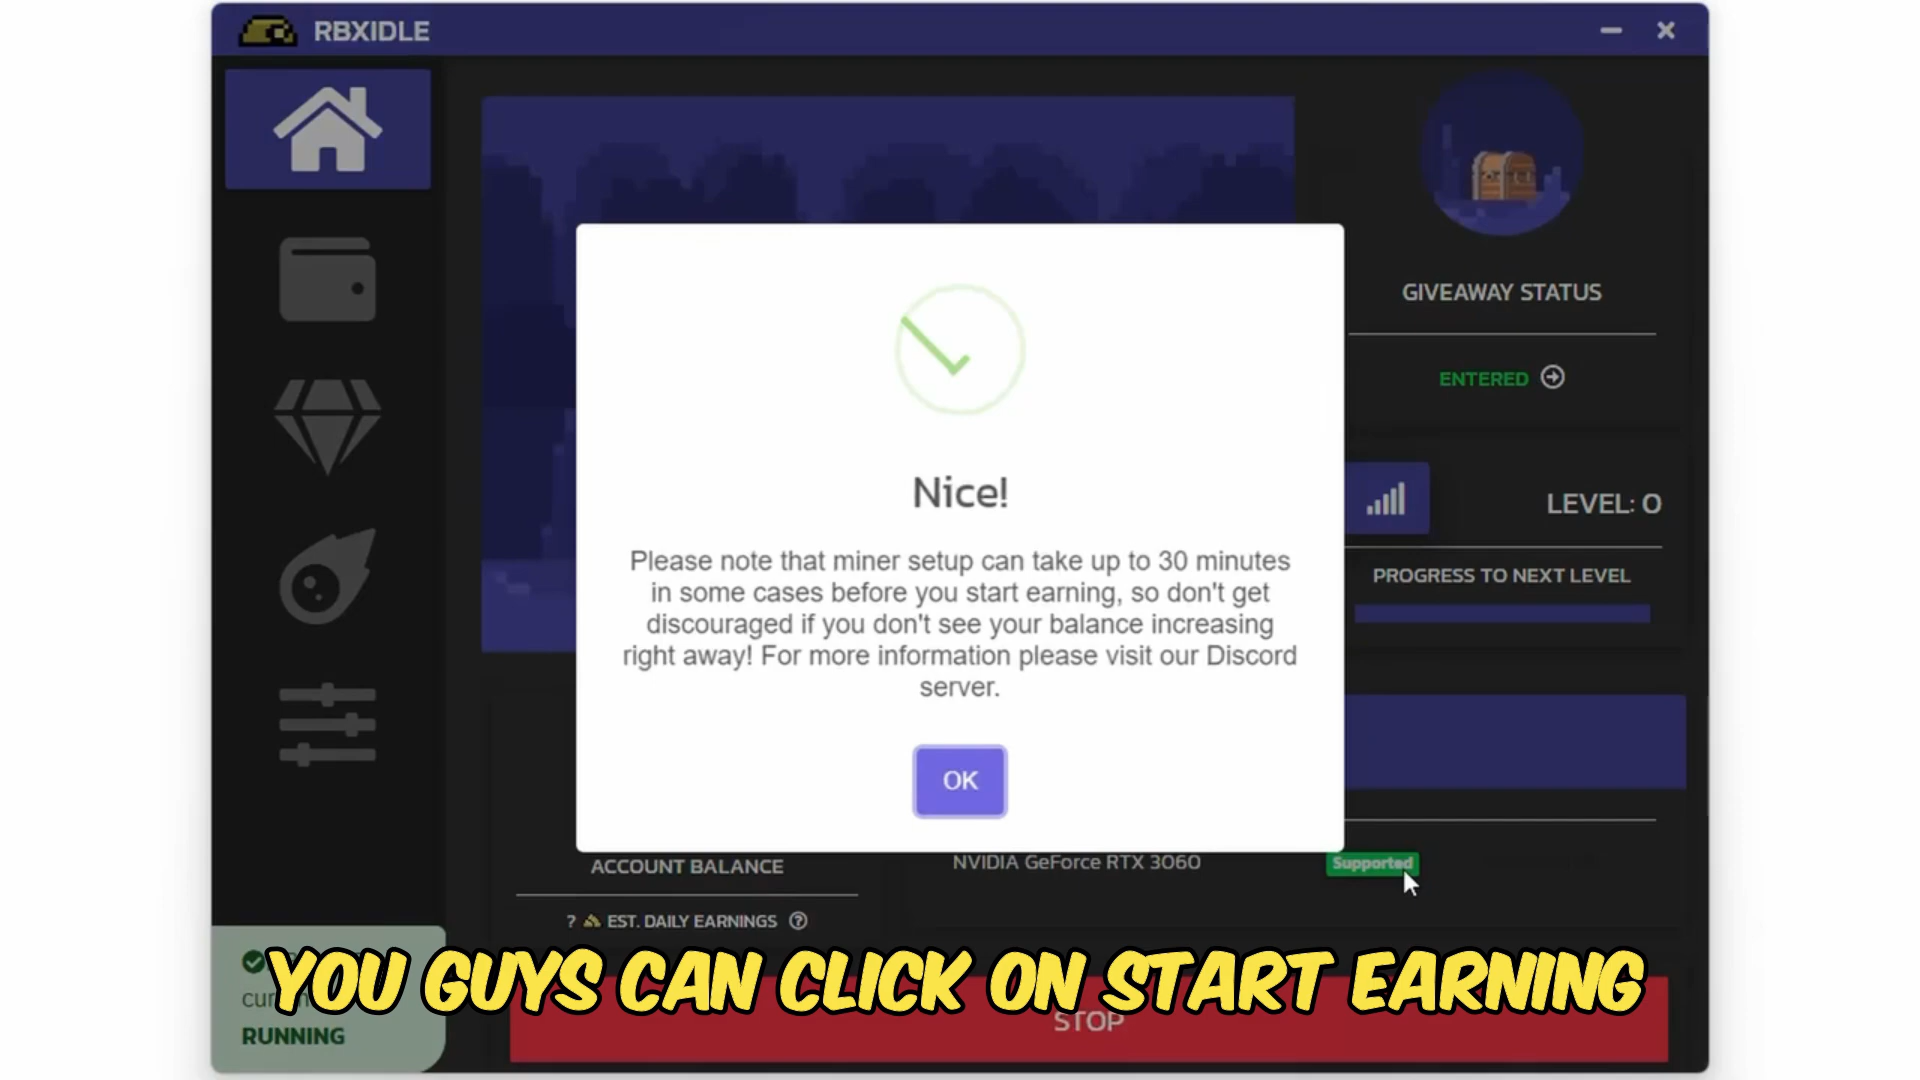 RBXIDLE
GIVEAWAY STATUS
ENTERED
LEVEL: 0
PROGRESS TO NEXT LEVEL
Nice!
Please note that miner setup can take up to 30 minutes
in some cases before you start earning, so don't get
discouraged if you don't see your balance increasing
right away! For more information please visit our Discord
server.
OK
ACCOUNT BALANCE
? EST. DAILY EARNINGS ?
NVIDIA GeForce RTX 3060
Supported
YOU GUYS CAN CLICK ON START EARNING
RUNNING
STOP